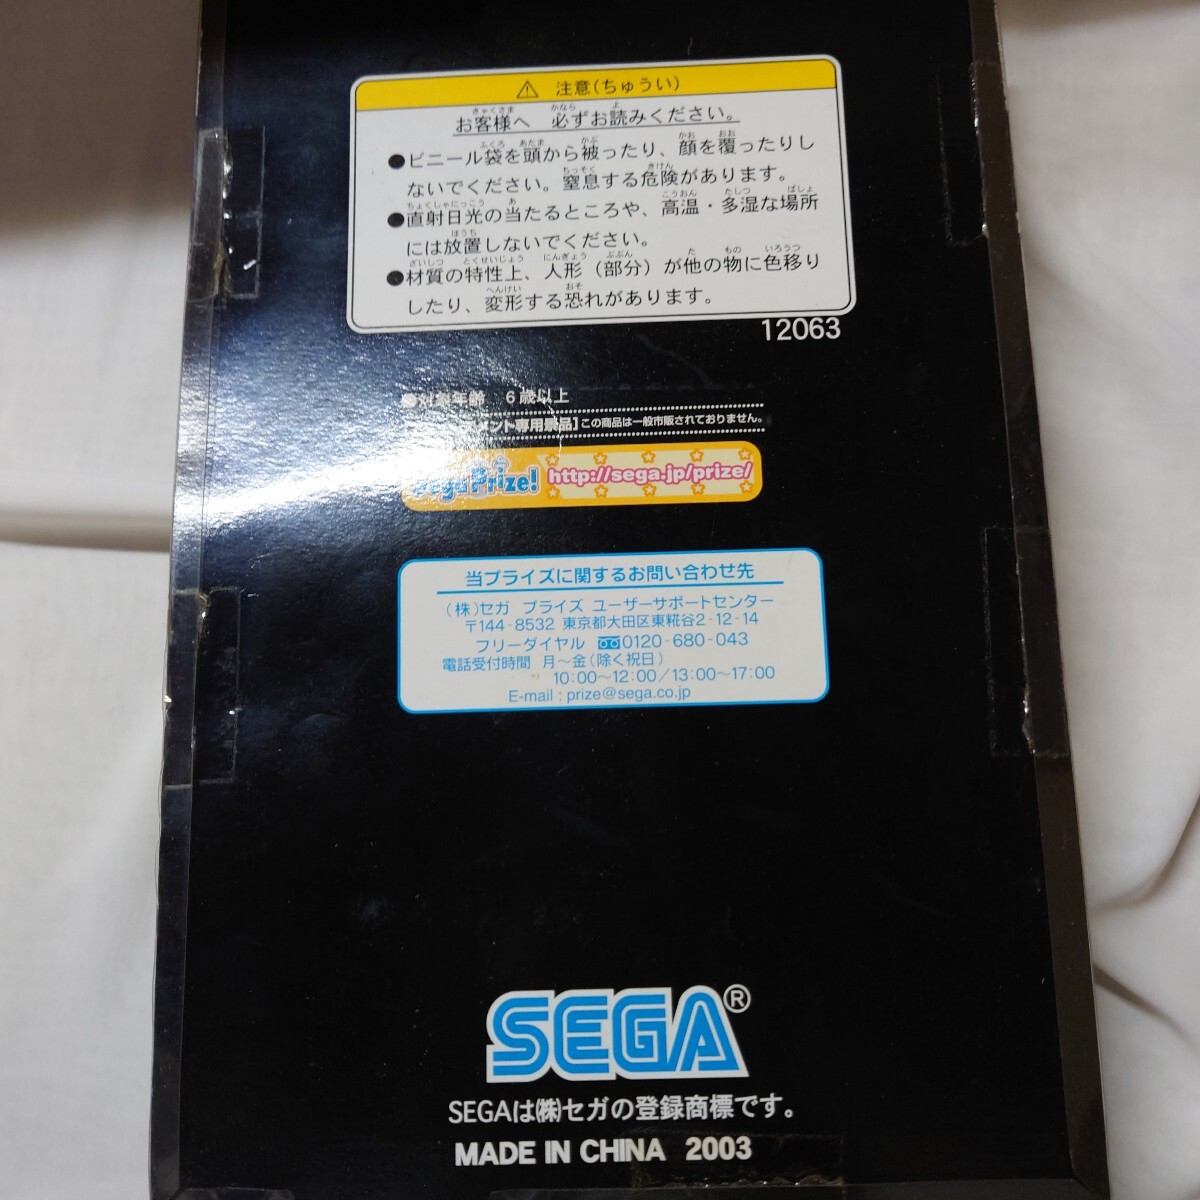 ⚠ 注意(ちゅうい)
お客様へ 必ずお読みください。
●ビニール袋を頭から被ったり、顔を覆ったりし
ないでください。窒息する危険があります。
●直射日光の当たるところや、高温・多湿な場所
には放置しないでください。
●材質の特性上、人形（部分）が他の物に色移り
したり、変形する恐れがあります。
12063
●対象年齢 6歳以上
メント専用景品]この商品は一般市販されておりません。
Sega Prize! http://sega.jp/prize/
当プライズに関するお問い合わせ先
（株）セガ プライズ ユーザーサポートセンター
〒144-8532 東京都大田区東糀谷2-12-14
フリーダイヤル 0120-680-043
電話受付時間 月～金（除く祝日）
10:00～12:00/13:00～17:00
E-mail : prize@sega.co.jp
SEGA®
SEGAは㈱セガの登録商標です。
MADE IN CHINA 2003